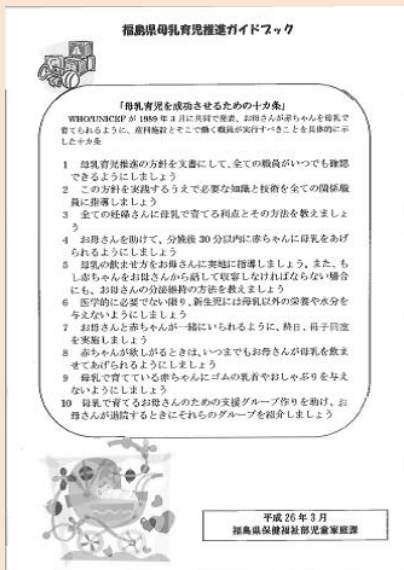 福島県母乳育児推進ガイドブック
「母乳育児を成功させるための十カ条」
WHO/UNICEF が 1989 年 3 月に共同で発表、お母さんが赤ちゃんを母乳で
育てられるように、産科施設とそこで働く職員が実行すべきことを具体的に示
した十カ条
1 母乳育児推進の方針を文書にして、全ての職員がいつでも確認
できるようにしましょう
2 この方針を実践するうえで必要な知識と技術を全ての関係職
員に指導しましょう
3 全ての妊婦さんに母乳で育てる利点とその方法を教えましょ
う
4 お母さんを助けて、分娩後 30 分以内に赤ちゃんに母乳をあげ
られるようにしましょう
5 母乳の飲ませ方をお母さんに実地に指導しましょう。また、も
し赤ちゃんをお母さんから話して収容しなければならない場合
にも、お母さんの分泌維持の方法を教えましょう
6 医学的に必要でない限り、新生児には母乳以外の栄養や水分を
与えないようにしましょう
7 お母さんと赤ちゃんが一緒にいられるように、終日、母子同室
を実施しましょう
8 赤ちゃんが欲しがるときは、いつまでもお母さんが母乳を飲ま
せてあげられるようにしましょう
9 母乳で育てている赤ちゃんにゴムの乳首やおしゃぶりを与え
ないようにしましょう
10 母乳で育てるお母さんのための支援グループ作りを助け、お
母さんが退院するときにそれらのグループを紹介しましょう
平成 26 年 3 月
福島県保健福祉部児童家庭課